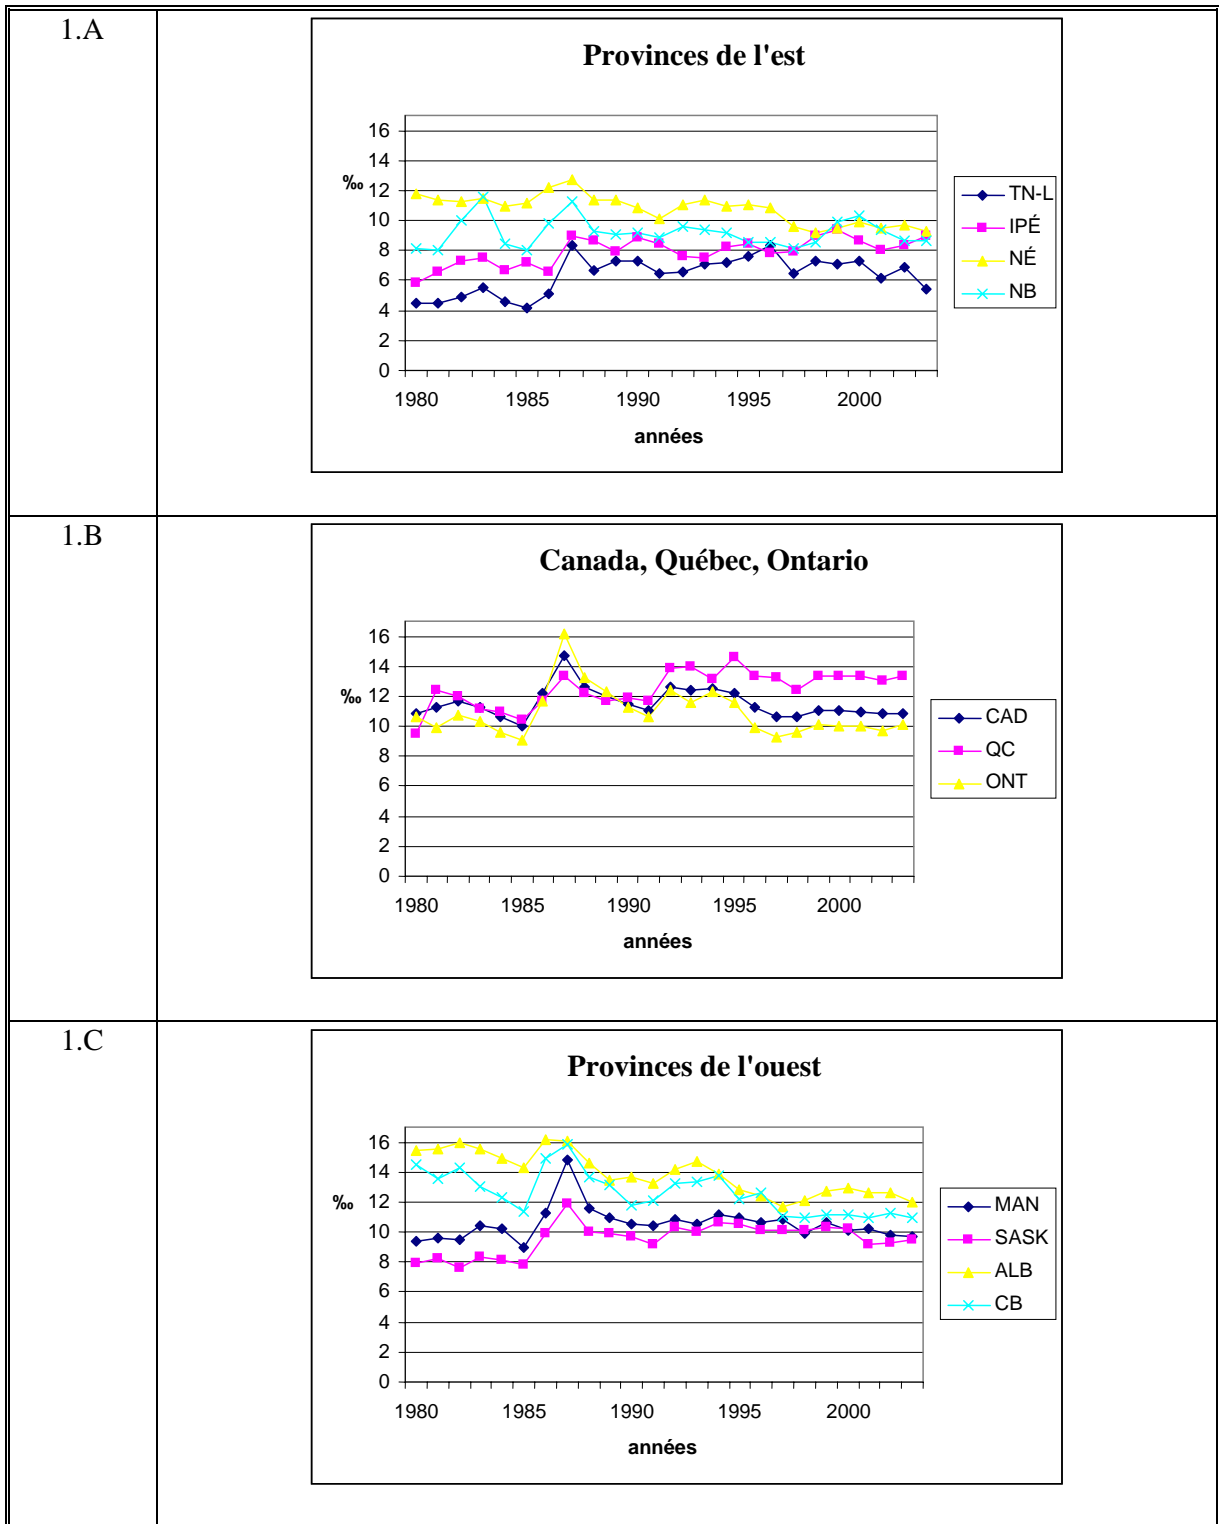 1.A
Provinces de l'est
16
14
‰ 12
10
8
6
4
2
0
1980 1985 1990 1995 2000
années
TN-L
IPÉ
NÉ
NB
1.B
Canada, Québec, Ontario
16
14
‰ 12
10
8
6
4
2
0
1980 1985 1990 1995 2000
années
CAD
QC
ONT
1.C
Provinces de l'ouest
16
14
‰ 12
10
8
6
4
2
0
1980 1985 1990 1995 2000
années
MAN
SASK
ALB
CB